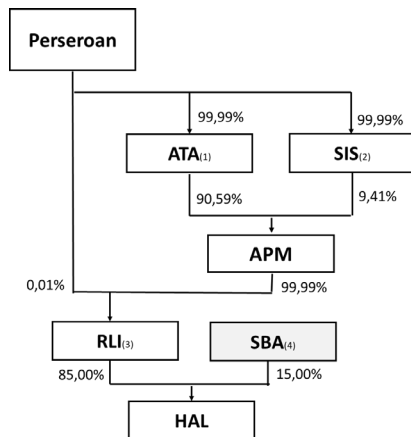 Perseroan
99,99%
99,99%
ATA(1)
SIS(2)
90,59%
9,41%
APM
0,01%
99,99%
RLI(3)
SBA(4)
85,00%
15,00%
HAL